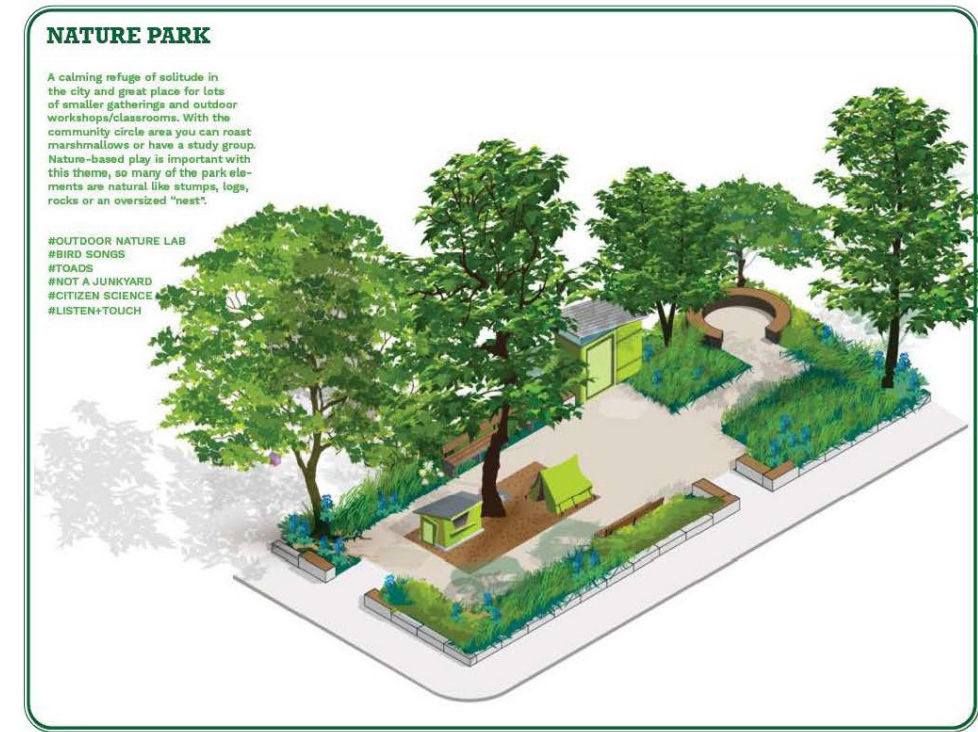 NATURE PARK
A calming refuge of solitude in
the city and great place for lots
of smaller gatherings and outdoor
workshops/classrooms. With the
community circle area you can roast
marshmallows or have a study group.
Nature-based play is important with
this theme, so many of the park ele-
ments are natural like stumps, logs,
rocks or an oversized "nest".
#OUTDOOR NATURE LAB
#BIRD SONGS
#TOADS
#NOT A JUNKYARD
#CITIZEN SCIENCE
#LISTEN+TOUCH